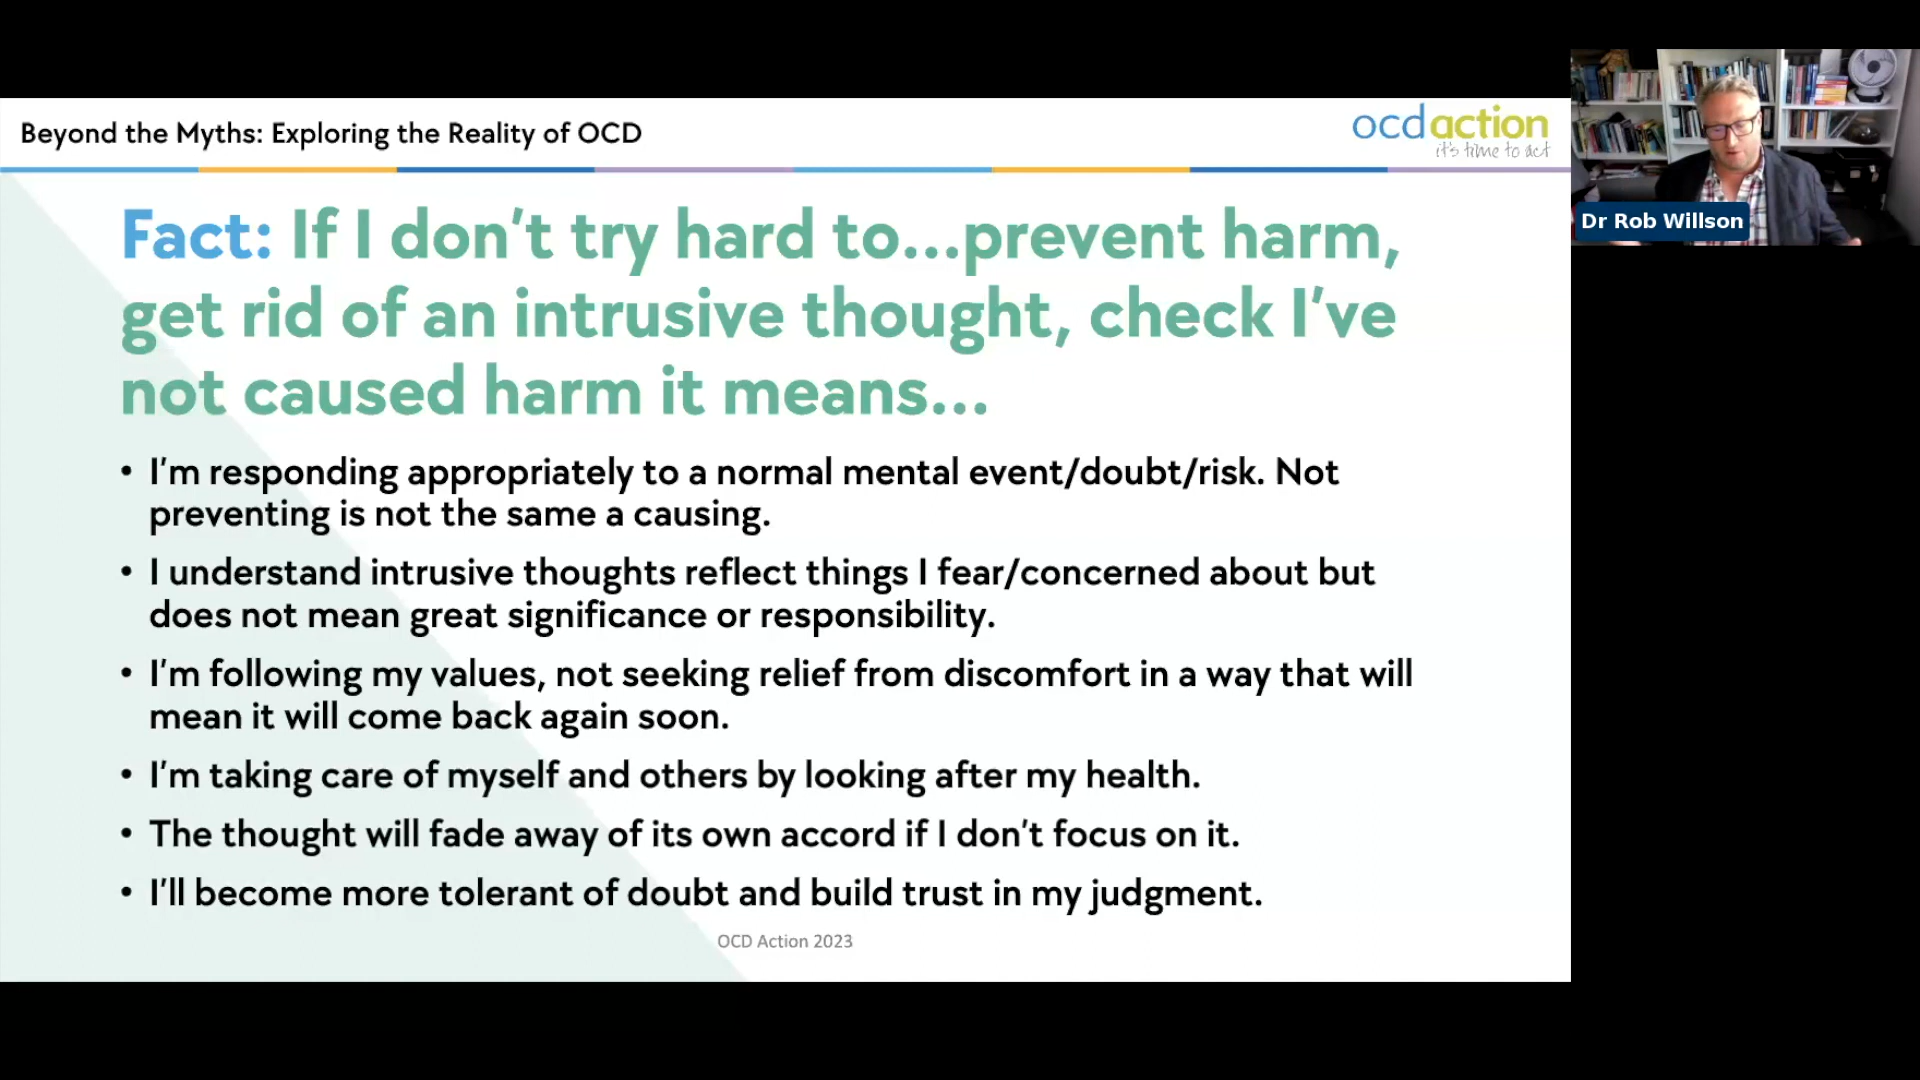 Beyond the Myths: Exploring the Reality of OCD
ocdaction
it's time to act
Dr Rob Willson
Fact: If I don't try hard to...prevent harm,
get rid of an intrusive thought, check I've
not caused harm it means...
• I'm responding appropriately to a normal mental event/doubt/risk. Not
preventing is not the same a causing.
• I understand intrusive thoughts reflect things I fear/concerned about but
does not mean great significance or responsibility.
• I'm following my values, not seeking relief from discomfort in a way that will
mean it will come back again soon.
• I'm taking care of myself and others by looking after my health.
• The thought will fade away of its own accord if I don't focus on it.
• I'll become more tolerant of doubt and build trust in my judgment.
OCD Action 2023